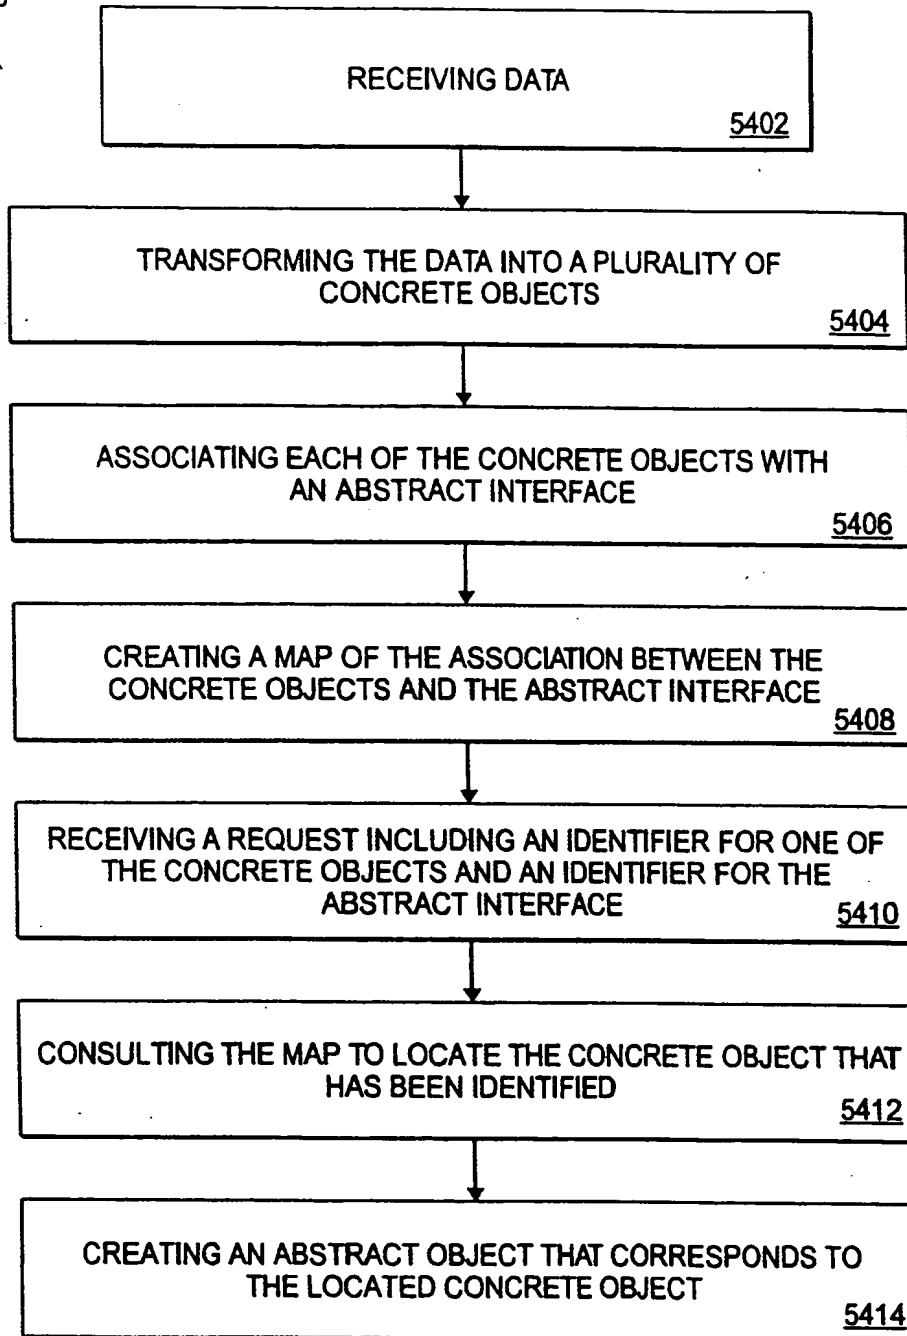 RECEIVING DATA
5402
TRANSFORMING THE DATA INTO A PLURALITY OF
CONCRETE OBJECTS
5404
ASSOCIATING EACH OF THE CONCRETE OBJECTS WITH
AN ABSTRACT INTERFACE
5406
CREATING A MAP OF THE ASSOCIATION BETWEEN THE
CONCRETE OBJECTS AND THE ABSTRACT INTERFACE
5408
RECEIVING A REQUEST INCLUDING AN IDENTIFIER FOR ONE OF
THE CONCRETE OBJECTS AND AN IDENTIFIER FOR THE
ABSTRACT INTERFACE
5410
CONSULTING THE MAP TO LOCATE THE CONCRETE OBJECT THAT
HAS BEEN IDENTIFIED
5412
CREATING AN ABSTRACT OBJECT THAT CORRESPONDS TO
THE LOCATED CONCRETE OBJECT
5414